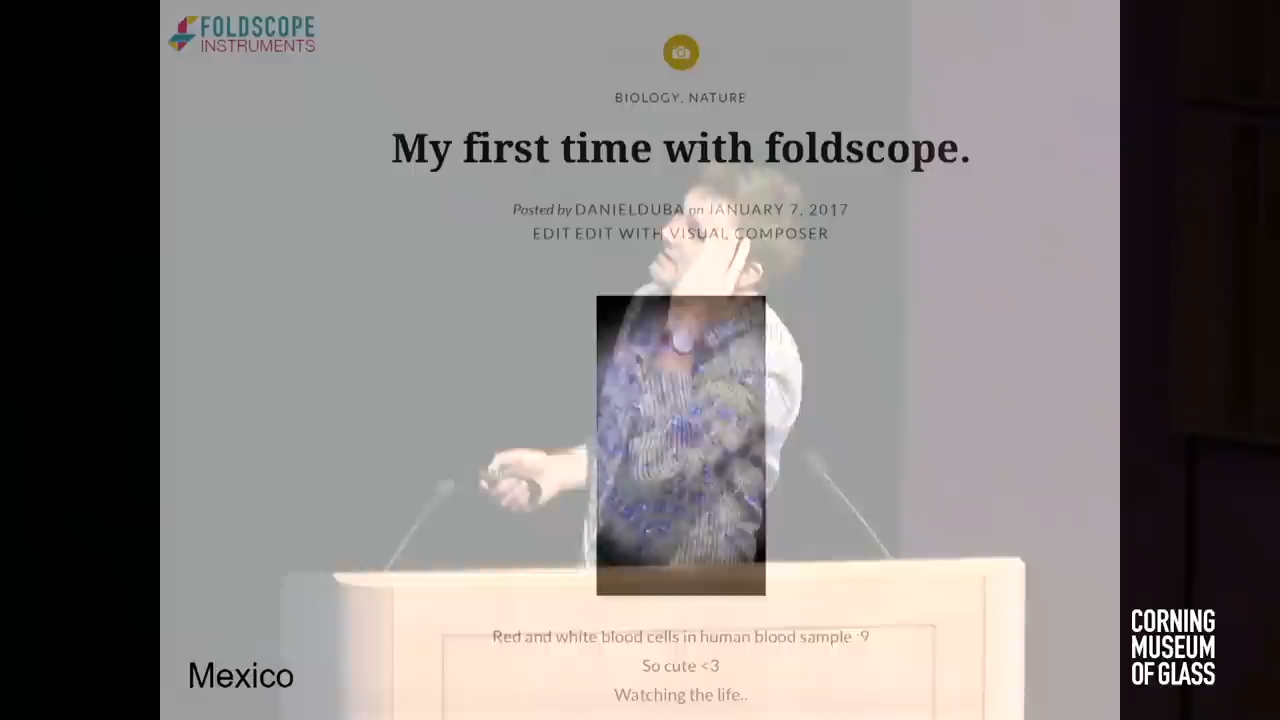 FOLDSCOPE
INSTRUMENTS
BIOLOGY, NATURE
My first time with foldscope.
Posted by DANIELDUBA on JANUARY 7, 2017
EDIT EDIT WITH VISUAL COMPOSER
Red and white blood cells in human blood sample :9
So cute <3
Watching the life..
Mexico
CORNING
MUSEUM
OF GLASS